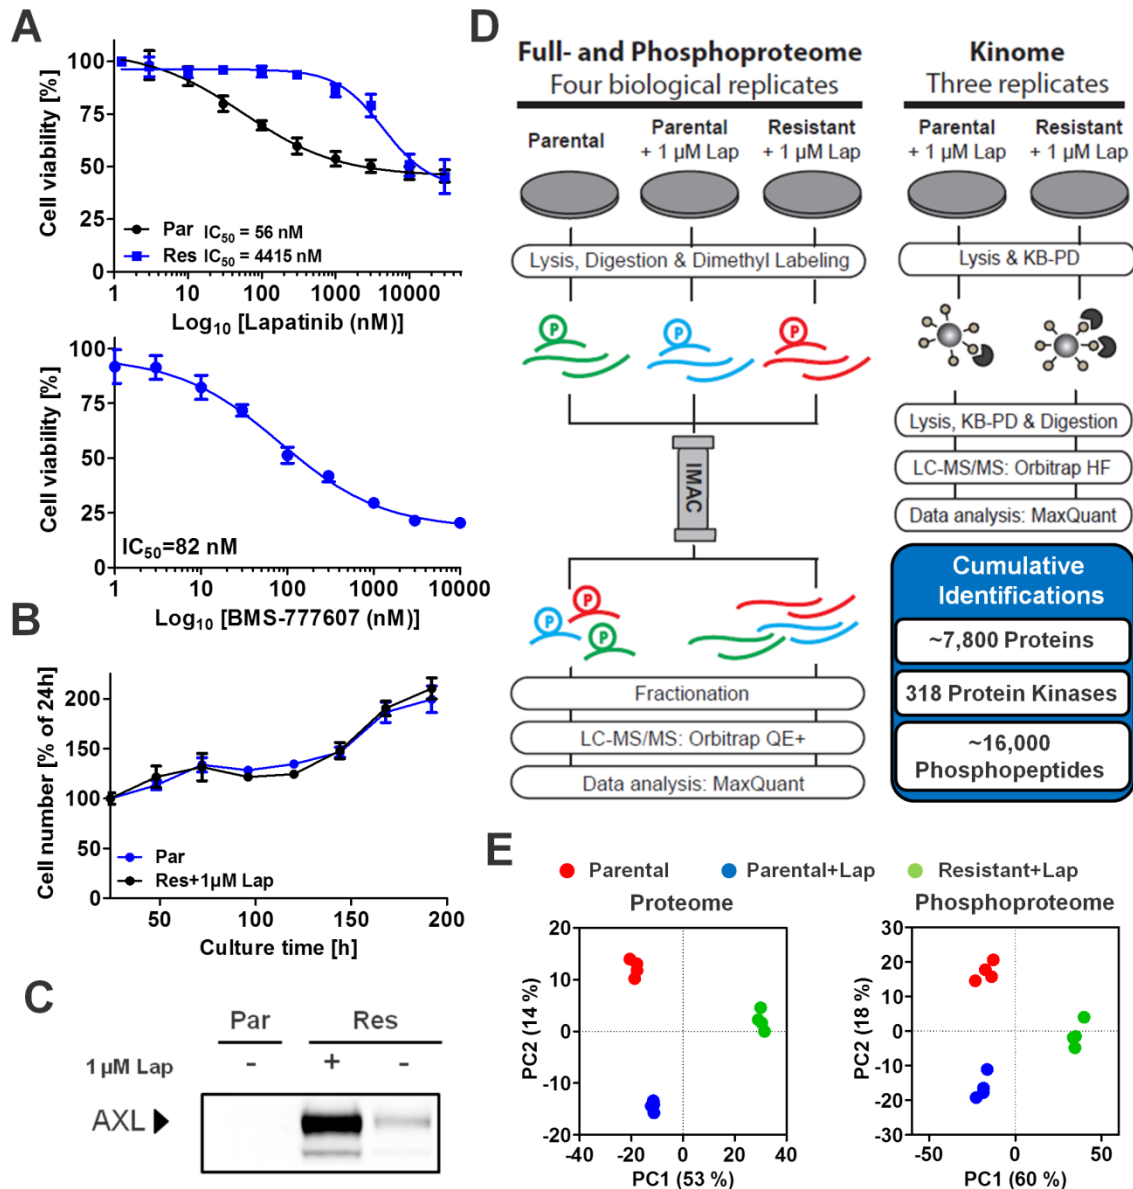 A
Cell viability [%]
100
75
50
25
0
Par IC50 = 56 nM
Res IC50 = 4415 nM
1 10 100 1000 10000
Log10 [Lapatinib (nM)]
Cell viability [%]
100
75
50
25
0
IC50=82 nM
1 10 100 1000 10000
Log10 [BMS-777607 (nM)]
B
Cell number [% of 24h]
200
150
100
50
0
Par
Res+1µM Lap
50 100 150 200
Culture time [h]
C
Par Res
1 µM Lap - + -
AXL
D
Full- and Phosphoproteome
Four biological replicates
Parental
Parental
+ 1 µM Lap
Resistant
+ 1 µM Lap
Lysis, Digestion & Dimethyl Labeling
P P P
IMAC
P
P
P
Fractionation
LC-MS/MS: Orbitrap QE+
Data analysis: MaxQuant
Kinome
Three replicates
Parental
+ 1 µM Lap
Resistant
+ 1 µM Lap
Lysis & KB-PD
Lysis, KB-PD & Digestion
LC-MS/MS: Orbitrap HF
Data analysis: MaxQuant
Cumulative
Identifications
~7,800 Proteins
318 Protein Kinases
~16,000
Phosphopeptides
E
Parental Parental+Lap Resistant+Lap
Proteome
PC2 (14 %)
20
10
0
-10
-20
-40 -20 0 20 40
PC1 (53 %)
Phosphoproteome
PC2 (18 %)
30
20
10
0
-10
-20
-30
-50 0 50
PC1 (60 %)